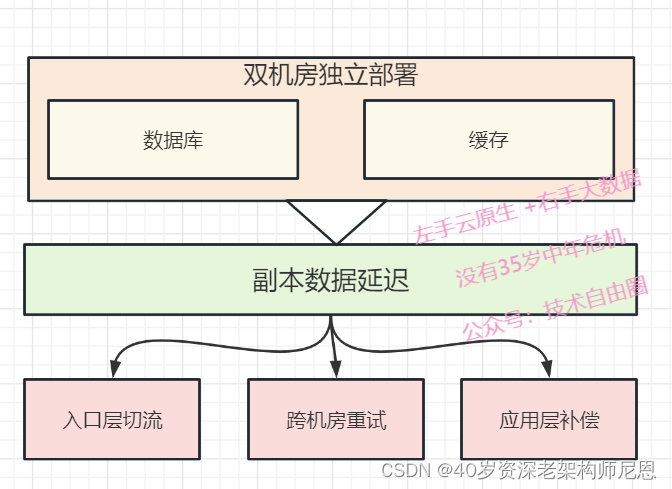 双机房独立部署
数据库
缓存
左手云原生 +右手大数据
副本数据延迟
没有35岁中年危机
公众号：技术自由圈
入口层切流
跨机房重试
应用层补偿
CSDN @40岁资深老架构师尼恩